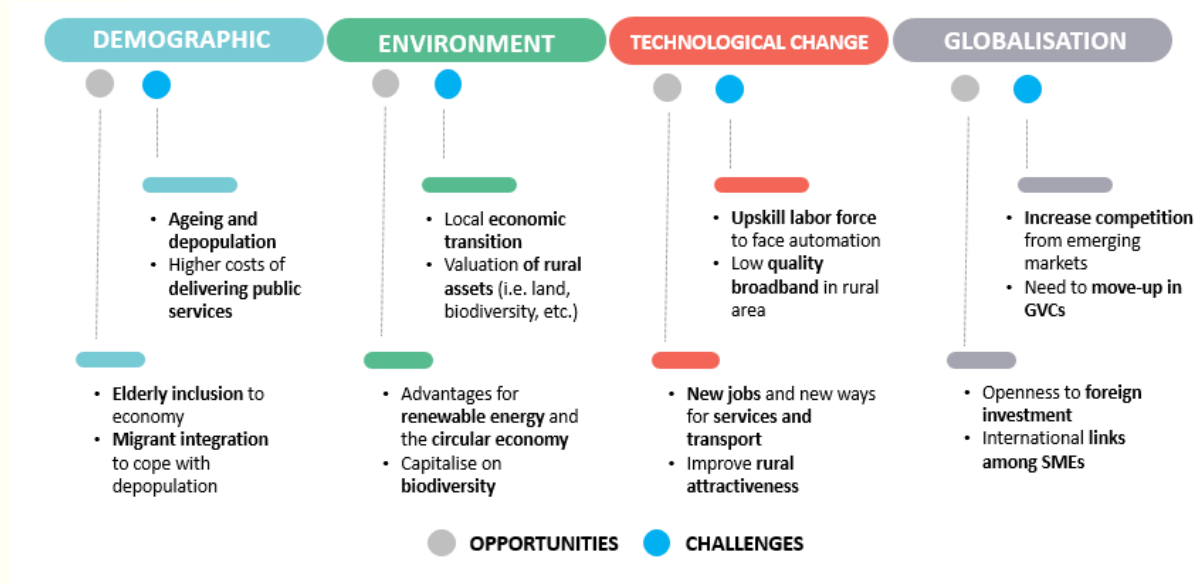 DEMOGRAPHIC
ENVIRONMENT
TECHNOLOGICAL CHANGE
GLOBALISATION
• Ageing and
depopulation
• Higher costs of
delivering public
services
• Local economic
transition
• Valuation of rural
assets (i.e. land,
biodiversity, etc.)
• Upskill labor force
to face automation
• Low quality
broadband in rural
area
• Increase competition
from emerging
markets
• Need to move-up in
GVCs
• Elderly inclusion to
economy
• Migrant integration
to cope with
depopulation
• Advantages for
renewable energy and
the circular economy
• Capitalise on
biodiversity
• New jobs and new ways
for services and
transport
• Improve rural
attractiveness
• Openness to foreign
investment
• International links
among SMEs
OPPORTUNITIES
CHALLENGES